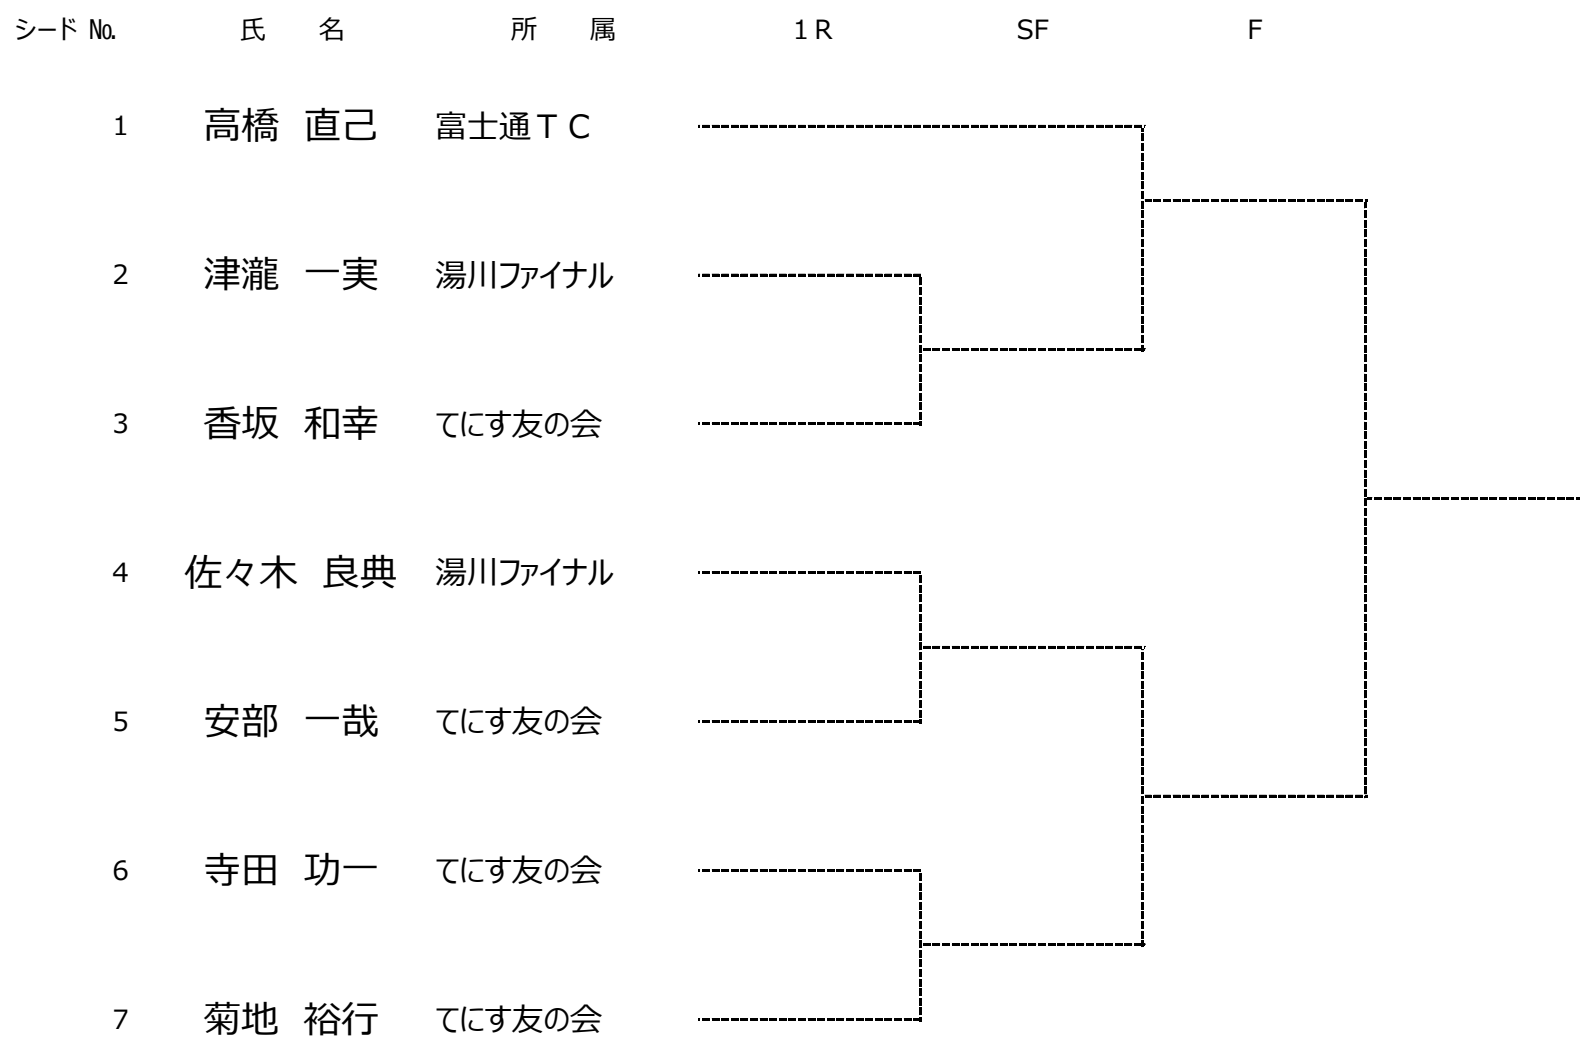 シード № 氏 名 所 属 1R SF F
1 高橋 直己 富士通TC
2 津瀧 一実 湯川ファイナル
3 香坂 和幸 てにす友の会
4 佐々木 良典 湯川ファイナル
5 安部 一哉 てにす友の会
6 寺田 功一 てにす友の会
7 菊地 裕行 てにす友の会